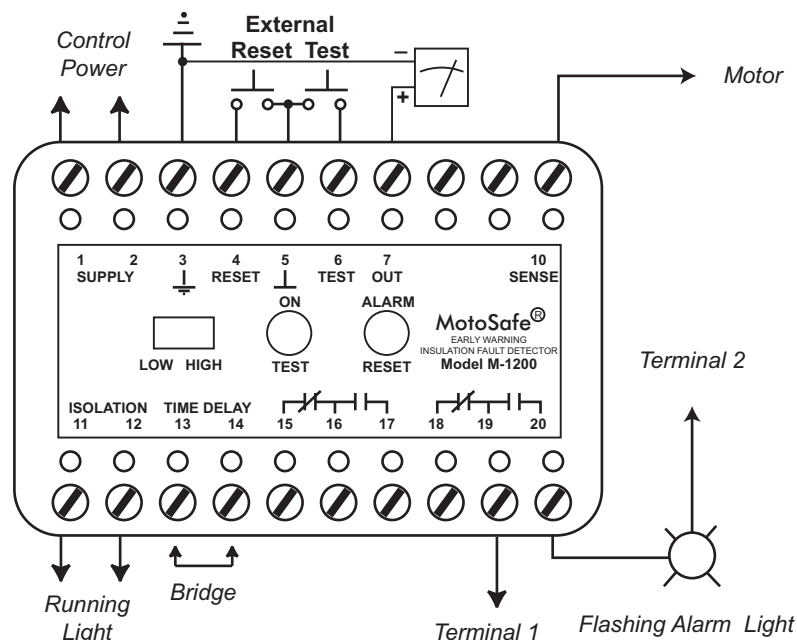 Control
Power
External
Reset Test
–
+
Motor
1 2 3 4 5 6 7 10
SUPPLY RESET TEST OUT SENSE
ON ALARM
LOW HIGH TEST RESET
MotoSafe®
EARLY WARNING
INSULATION FAULT DETECTOR
Model M-1200
Terminal 2
ISOLATION TIME DELAY
11 12 13 14 15 16 17 18 19 20
Bridge
Running
Light
Terminal 1
Flashing Alarm Light